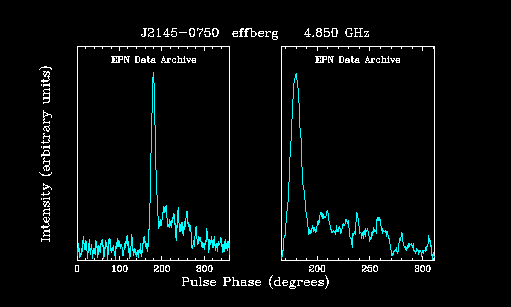 J2145-0750 effberg 4.850 GHz
EPN Data Archive EPN Data Archive
Intensity (arbitrary units)
0 100 200 300 200 250 300
Pulse Phase (degrees)